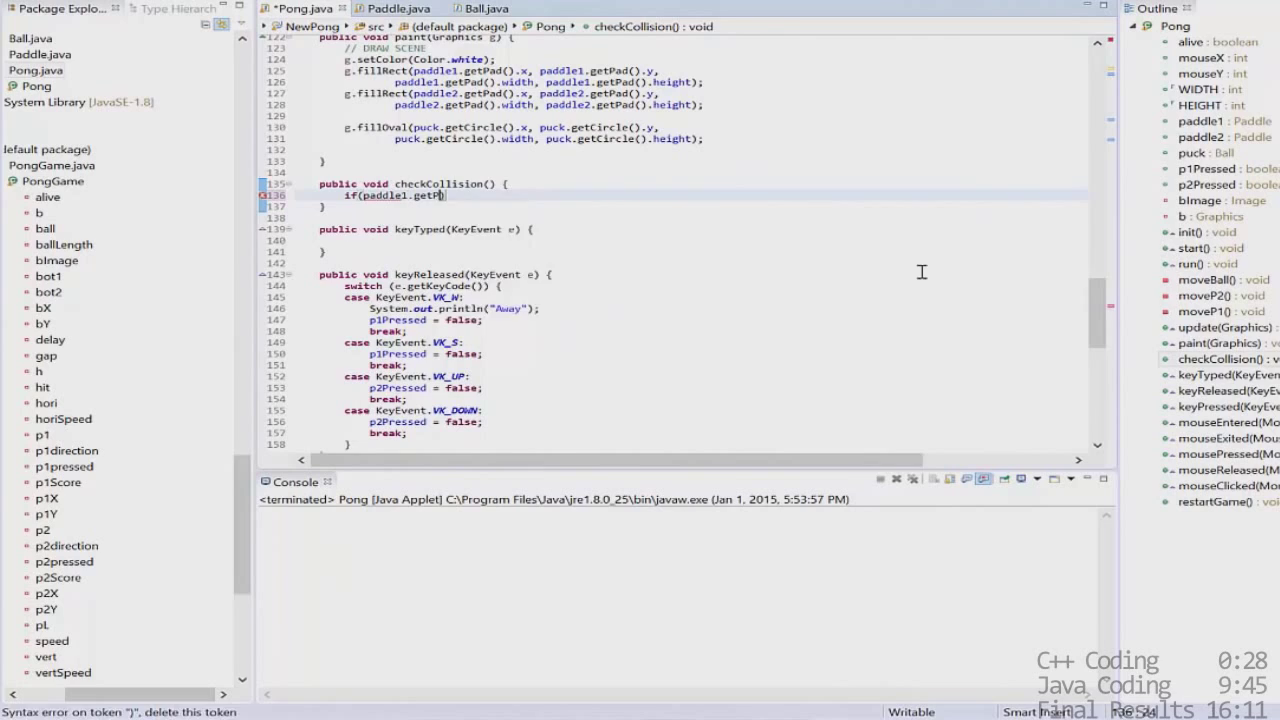 Package Explo... Type Hierarch
Ball.java
Paddle.java
Pong.java
Pong
System Library [JavaSE-1.8]
default package)
PongGame.java
PongGame
alive
b
ball
ballLength
bImage
bot1
bot2
bX
bY
delay
gap
h
hit
hori
horiSpeed
p1
p1direction
p1pressed
p1Score
p1X
p1Y
p2
p2direction
p2pressed
p2Score
p2X
p2Y
pL
speed
vert
vertSpeed
*Pong.java Paddle.java Ball.java
NewPong src (default package) Pong checkCollision() : void
122 public void paint(Graphics g) {
123 // DRAW SCENE
124 g.setColor(Color.white);
125 g.fillRect(paddle1.getPad().x, paddle1.getPad().y,
126 paddle1.getPad().width, paddle1.getPad().height);
127 g.fillRect(paddle2.getPad().x, paddle2.getPad().y,
128 paddle2.getPad().width, paddle2.getPad().height);
129
130 g.fillOval(puck.getCircle().x, puck.getCircle().y,
131 puck.getCircle().width, puck.getCircle().height);
132
133 }
134
135 public void checkCollision() {
136 if(paddle1.getP)
137 }
138
139 public void keyTyped(KeyEvent e) {
140
141 }
142
143 public void keyReleased(KeyEvent e) {
144 switch (e.getKeyCode()) {
145 case KeyEvent.VK_W:
146 System.out.println("Away");
147 p1Pressed = false;
148 break;
149 case KeyEvent.VK_S:
150 p1Pressed = false;
151 break;
152 case KeyEvent.VK_UP:
153 p2Pressed = false;
154 break;
155 case KeyEvent.VK_DOWN:
156 p2Pressed = false;
157 break;
158 }
Console
<terminated> Pong [Java Applet] C:\Program Files\Java\jre1.8.0_25\bin\javaw.exe (Jan 1, 2015, 5:53:57 PM)
Outline
Pong
alive : boolean
mouseX : int
mouseY : int
WIDTH : int
HEIGHT : int
paddle1 : Paddle
paddle2 : Paddle
puck : Ball
p1Pressed : boolean
p2Pressed : boolean
bImage : Image
b : Graphics
init() : void
start() : void
run() : void
moveBall() : void
moveP2() : void
moveP1() : void
update(Graphics)
paint(Graphics) : vo
checkCollision() : vo
keyTyped(KeyEvent
keyReleased(KeyEv
keyPressed(KeyEve
mouseEntered(Mo
mouseExited(Mou
mousePressed(Mo
mouseReleased(Mo
mouseClicked(Mou
restartGame() : voi
C++ Coding 0:28
Java Coding 9:45
Final Results 16:11
Syntax error on token ")", delete this token Writable Smart Insert